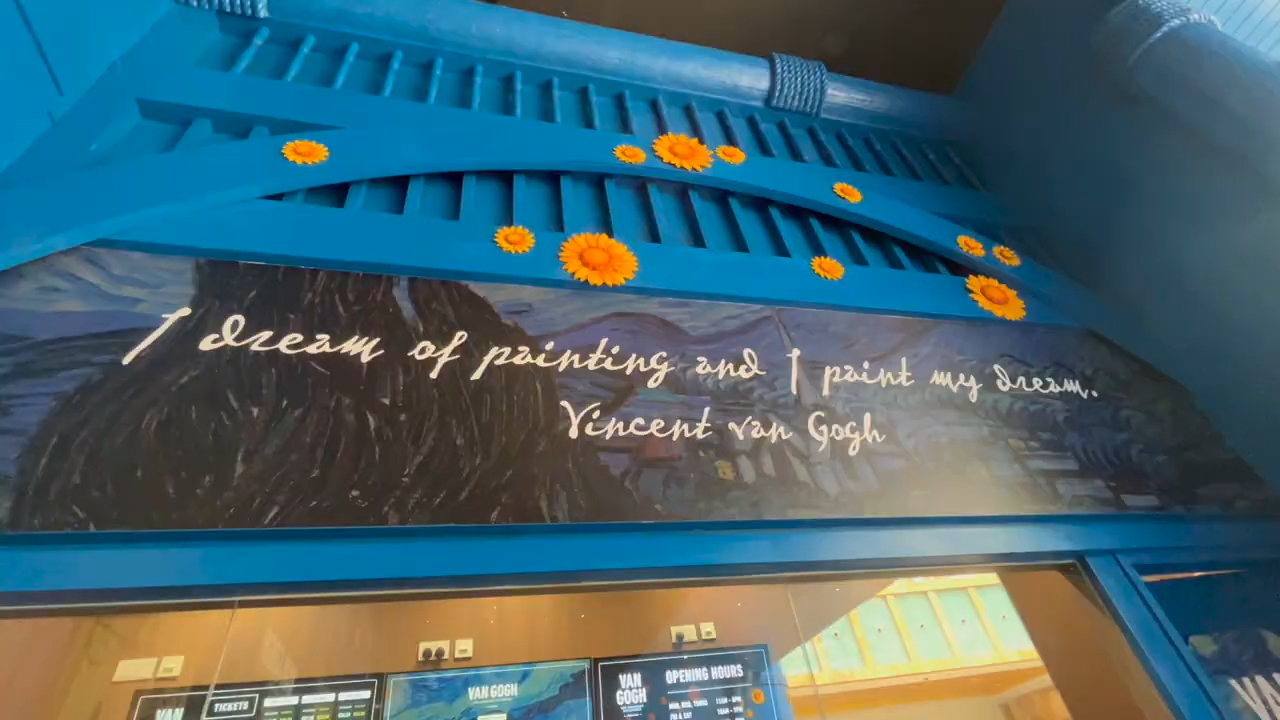 I dream of painting and I paint my dream.
Vincent van Gogh
VAN
TICKETS
VAN GOGH
VAN
GOGH
OPENING HOURS